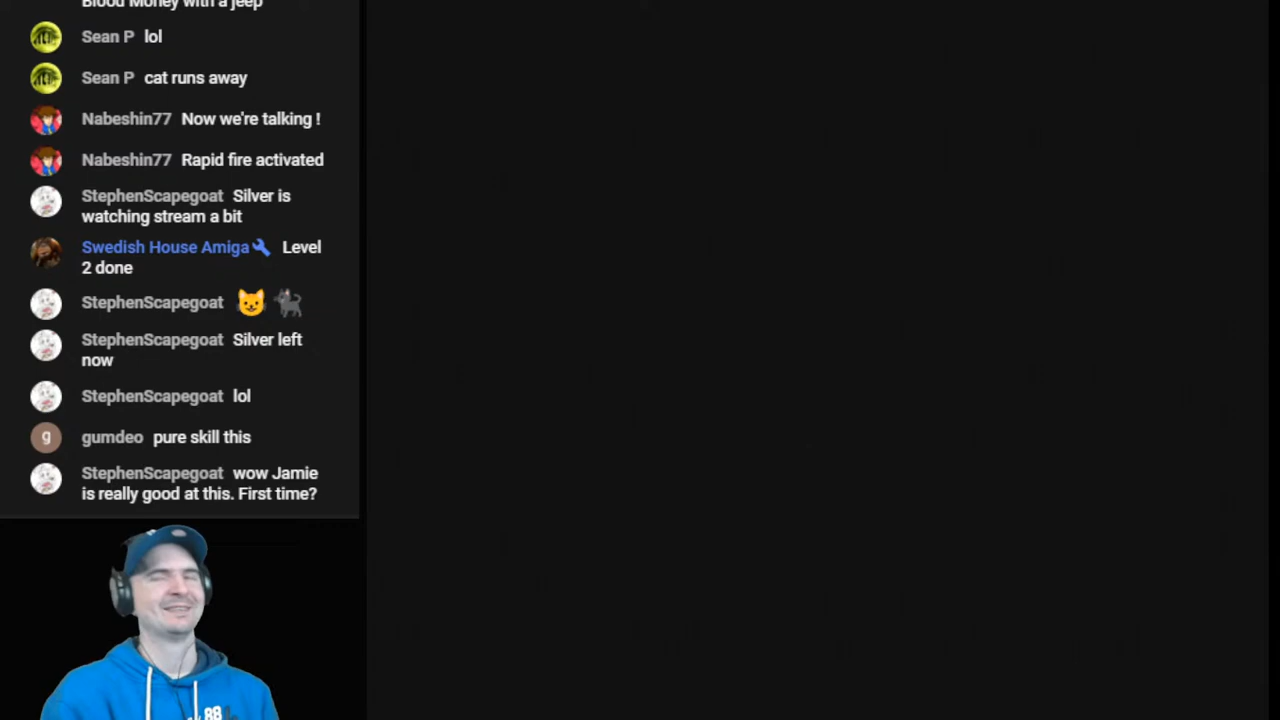 Blood Money with a jeep
Sean P lol
Sean P cat runs away
Nabeshin77 Now we're talking !
Nabeshin77 Rapid fire activated
StephenScapegoat Silver is
watching stream a bit
Swedish House Amiga Level
2 done
StephenScapegoat 😺 🐈‍⬛
StephenScapegoat Silver left
now
StephenScapegoat lol
g gumdeo pure skill this
StephenScapegoat wow Jamie
is really good at this. First time?
88